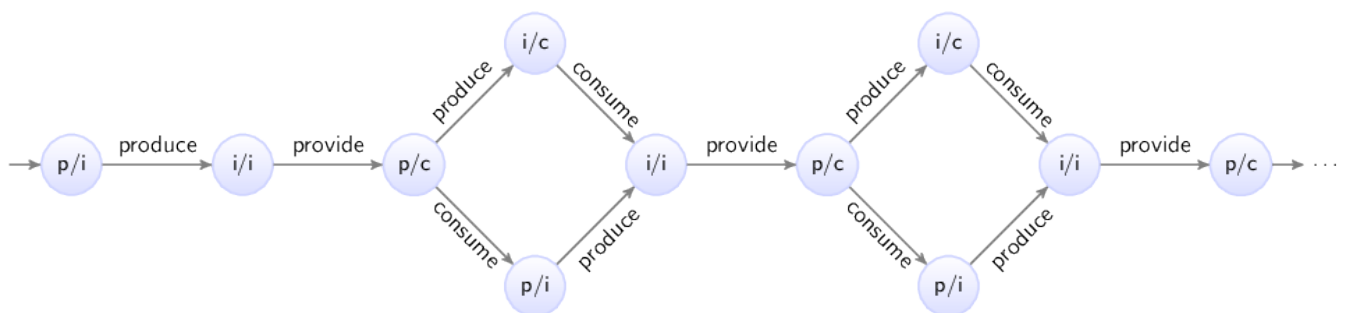 i/c
i/c
produce
consume
produce
consume
p/i
produce
i/i
provide
p/c
i/i
provide
p/c
i/i
provide
p/c
...
consume
produce
consume
produce
p/i
p/i